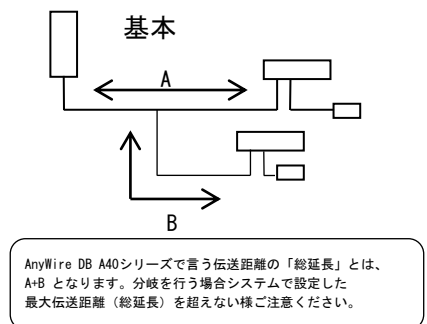 基本
A
B
AnyWire DB A40シリーズで言う伝送距離の「総延長」とは、
A+B となります。分岐を行う場合システムで設定した
最大伝送距離（総延長）を超えない様ご注意ください。